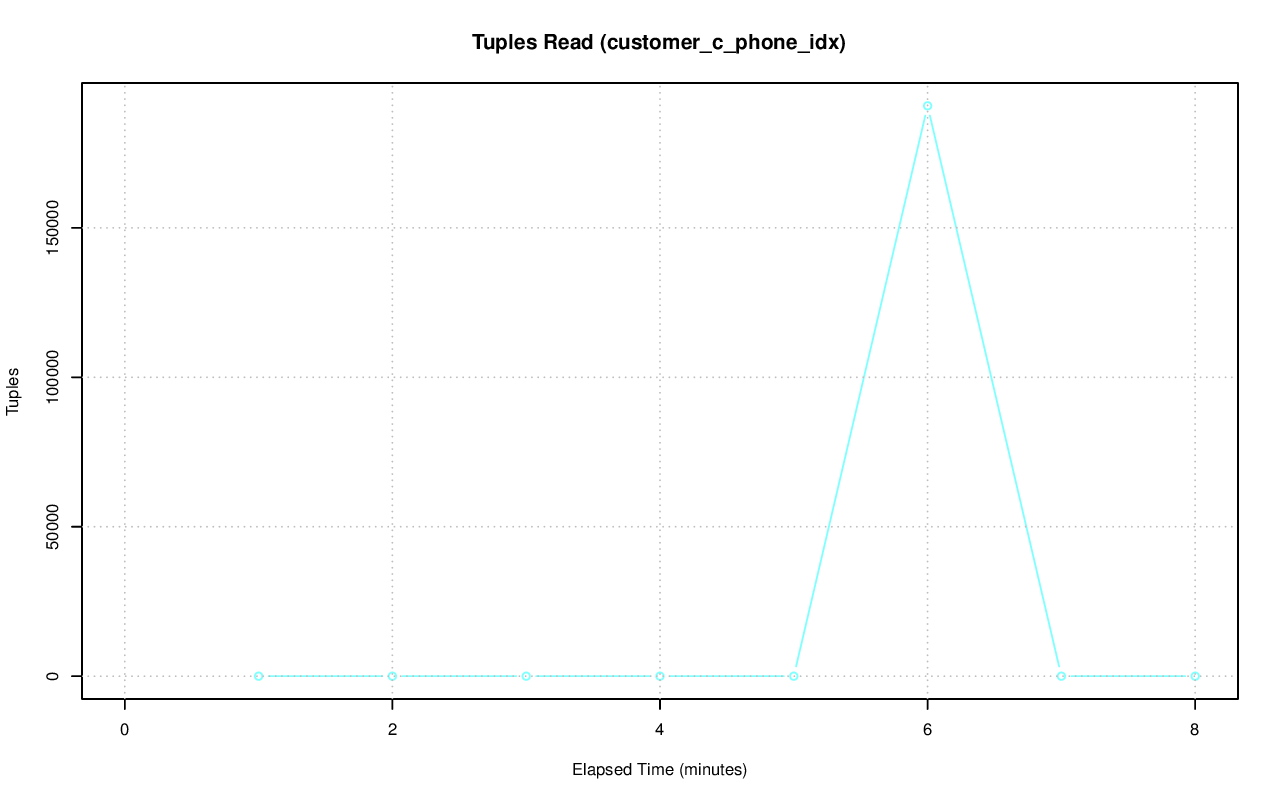 Tuples Read (customer_c_phone_idx)
Tuples
150000
100000
50000
0
0 2 4 6 8
Elapsed Time (minutes)